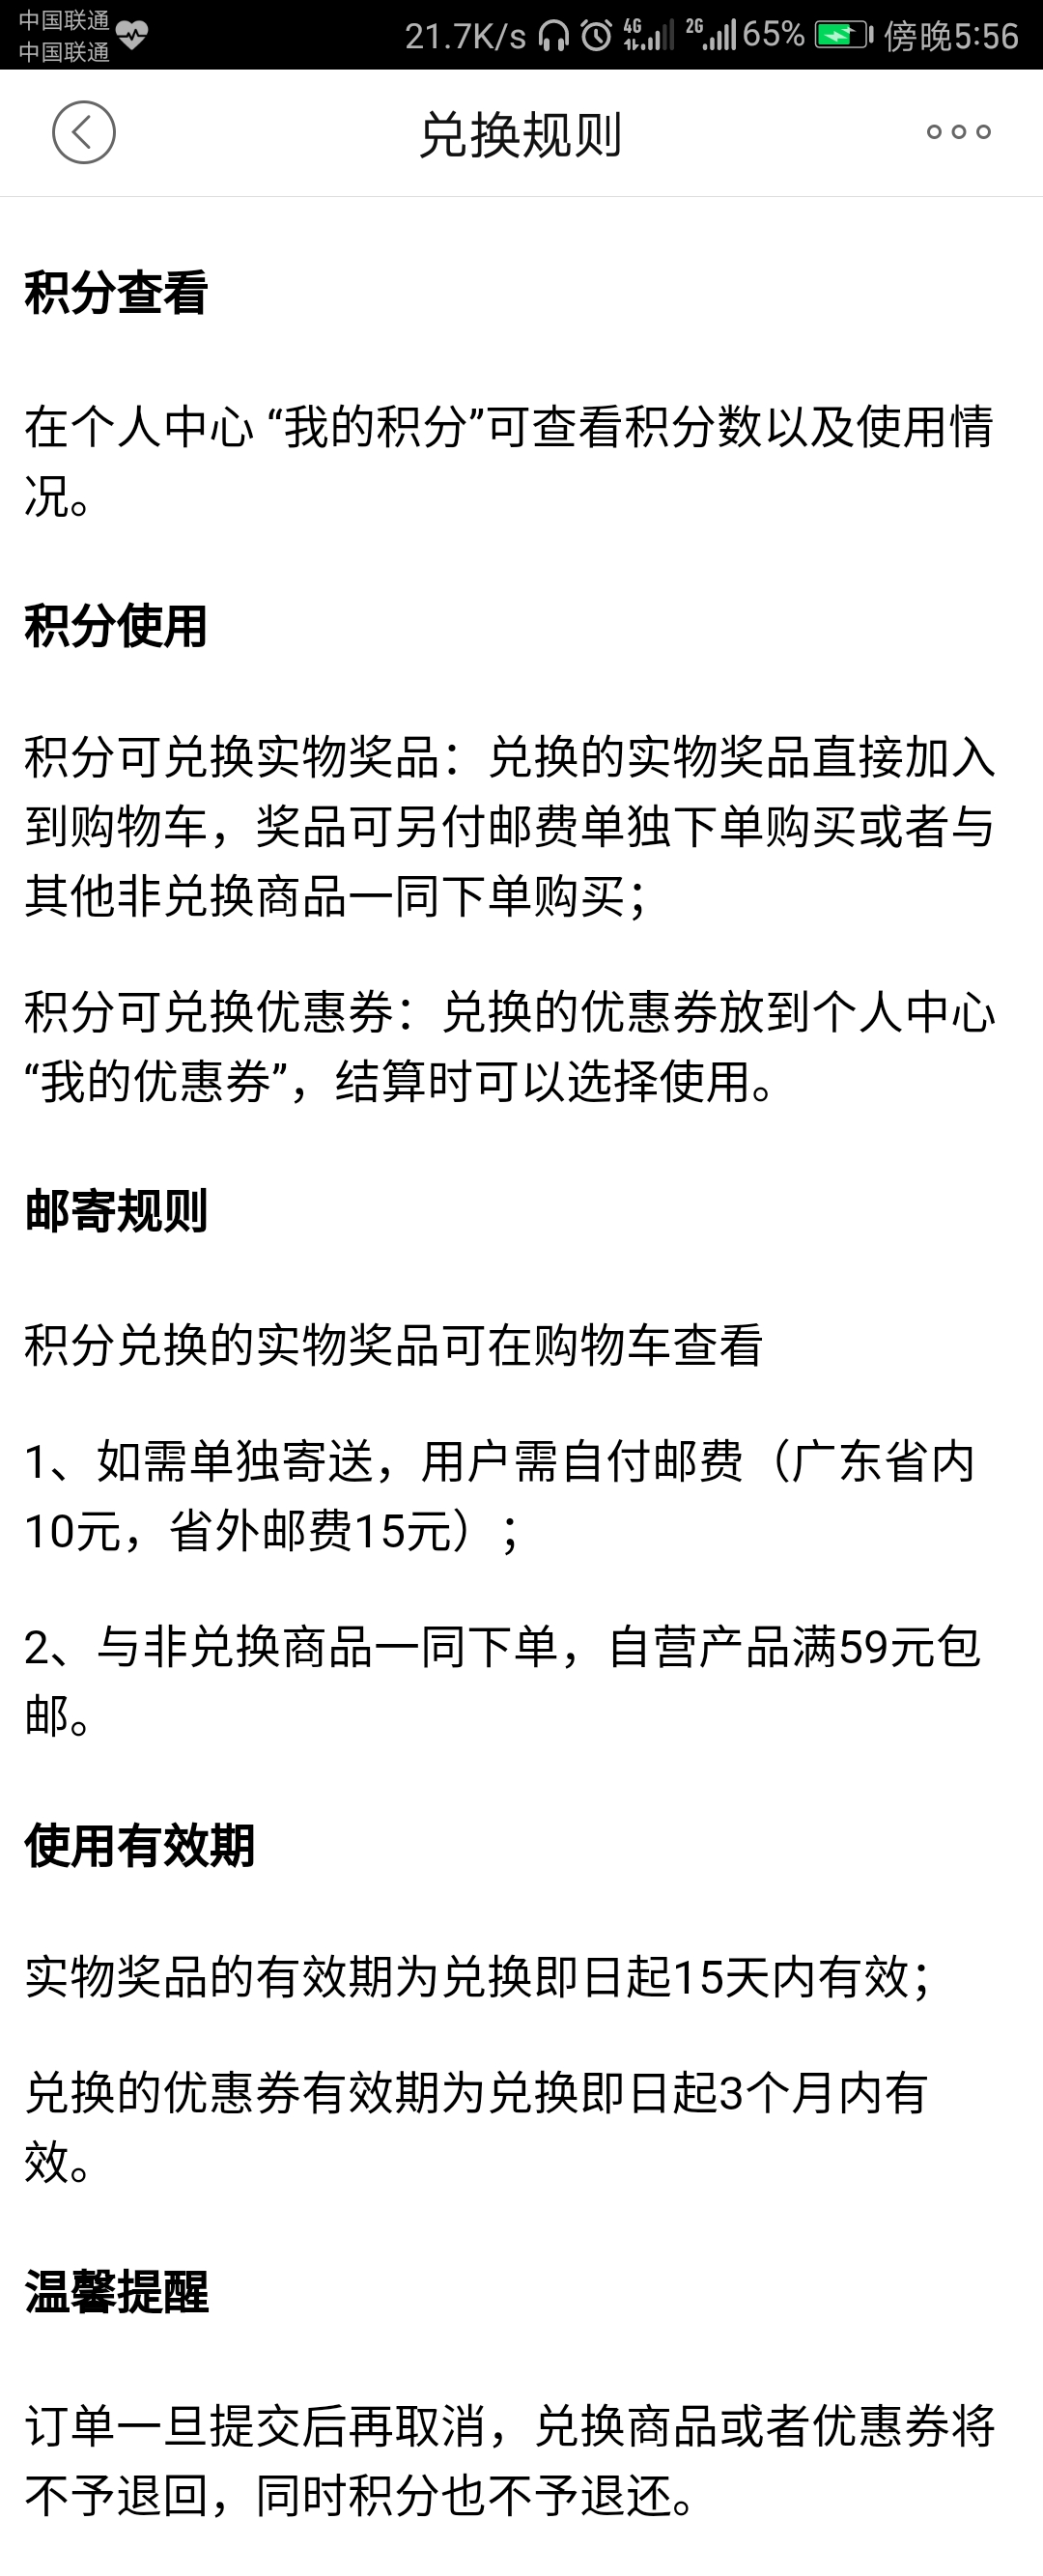 中国联通
中国联通
21.7K/s 4G 2G 65% 傍晚5:56
兑换规则
积分查看
在个人中心 “我的积分”可查看积分数以及使用情
况。
积分使用
积分可兑换实物奖品：兑换的实物奖品直接加入
到购物车，奖品可另付邮费单独下单购买或者与
其他非兑换商品一同下单购买；
积分可兑换优惠券：兑换的优惠券放到个人中心
“我的优惠券”，结算时可以选择使用。
邮寄规则
积分兑换的实物奖品可在购物车查看
1、如需单独寄送，用户需自付邮费（广东省内
10元，省外邮费15元）；
2、与非兑换商品一同下单，自营产品满59元包
邮。
使用有效期
实物奖品的有效期为兑换即日起15天内有效；
兑换的优惠券有效期为兑换即日起3个月内有
效。
温馨提醒
订单一旦提交后再取消，兑换商品或者优惠券将
不予退回，同时积分也不予退还。